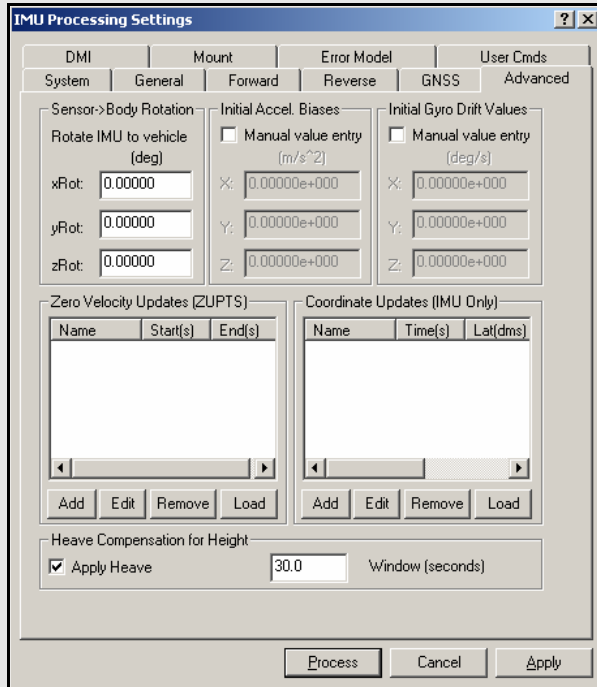 IMU Processing Settings
DMI Mount Error Model User Cmds
System General Forward Reverse GNSS Advanced
Sensor->Body Rotation
Rotate IMU to vehicle
(deg)
xRot: 0.00000
yRot: 0.00000
zRot: 0.00000
Initial Accel. Biases
Manual value entry
(m/s^2)
X: 0.00000e+000
Y: 0.00000e+000
Z: 0.00000e+000
Initial Gyro Drift Values
Manual value entry
(deg/s)
X: 0.00000e+000
Y: 0.00000e+000
Z: 0.00000e+000
Zero Velocity Updates (ZUPTS)
Name Start(s) End(s)
Add Edit Remove Load
Coordinate Updates (IMU Only)
Name Time(s) Lat(dms)
Add Edit Remove Load
Heave Compensation for Height
Apply Heave 30.0 Window (seconds)
Process Cancel Apply